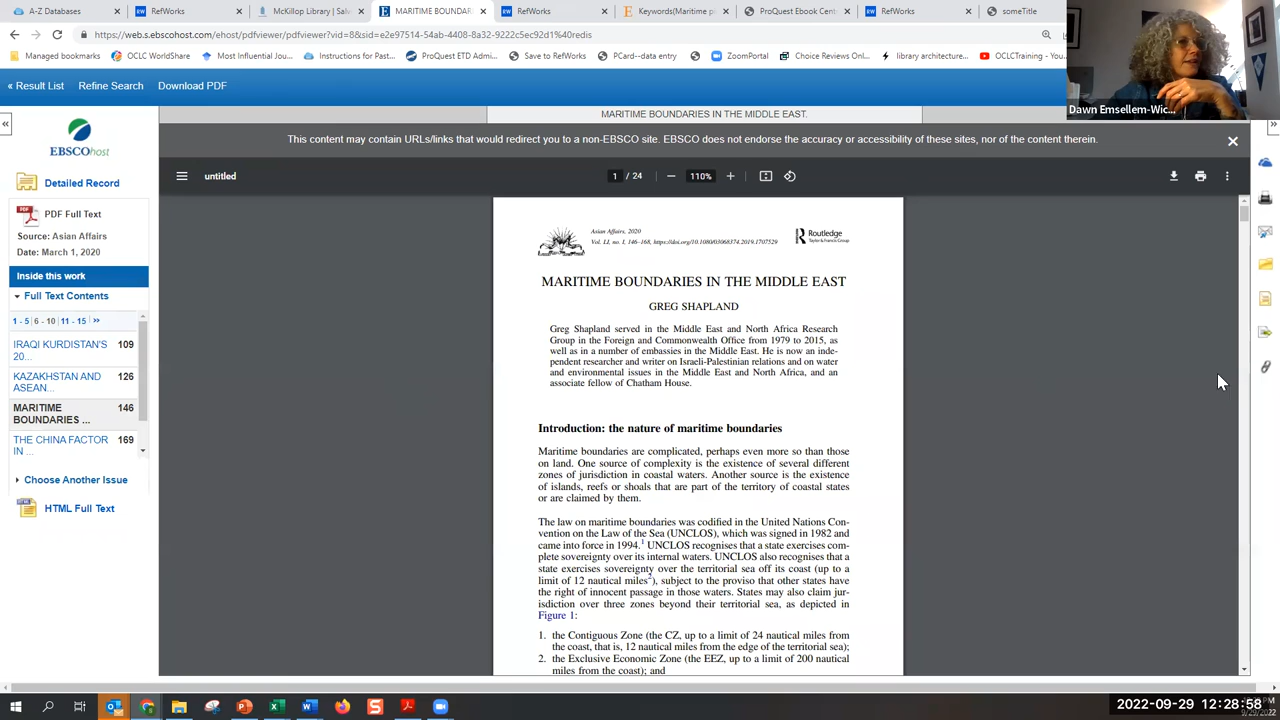 A-Z Databases
RefWorks
McKillop Library | Salv
MARITIME BOUNDAR
RefWorks
Keywords(Maritime p
ProQuest Ebook Centr
RefWorks
someTitle
https://web.s.ebscohost.com/ehost/pdfviewer/pdfviewer?vid=8&sid=e2e97514-54ab-4408-8a32-9222c5ec92d1%40redis
Managed bookmarks
OCLC WorldShare
Most Influential Jou...
Instructions for Past...
ProQuest ETD Admi...
Save to RefWorks
PCard--data entry
ZoomPortal
Choice Reviews Onl...
library architecture...
OCLCTraining - You
Dawn Emsellem-Wic...
« Result List
Refine Search
Download PDF
MARITIME BOUNDARIES IN THE MIDDLE EAST.
This content may contain URLs/links that would redirect you to a non-EBSCO site. EBSCO does not endorse the accuracy or accessibility of these sites, nor of the content therein.
EBSCOhost
Detailed Record
PDF Full Text
Source: Asian Affairs
Date: March 1, 2020
Inside this work
Full Text Contents
1 - 5 | 6 - 10 | 11 - 15 | »
IRAQI KURDISTAN'S 109
20...
KAZAKHSTAN AND 126
ASEAN...
MARITIME 146
BOUNDARIES ...
THE CHINA FACTOR 169
IN ...
Choose Another Issue
HTML Full Text
untitled
1 / 24
110%
Asian Affairs, 2020
Vol. LI, no. I, 146–168, https://doi.org/10.1080/03068374.2019.1707529
Routledge
Taylor & Francis Group
MARITIME BOUNDARIES IN THE MIDDLE EAST
GREG SHAPLAND
Greg Shapland served in the Middle East and North Africa Research
Group in the Foreign and Commonwealth Office from 1979 to 2015, as
well as in a number of embassies in the Middle East. He is now an inde-
pendent researcher and writer on Israeli-Palestinian relations and on water
and environmental issues in the Middle East and North Africa, and an
associate fellow of Chatham House.
Introduction: the nature of maritime boundaries
Maritime boundaries are complicated, perhaps even more so than those
on land. One source of complexity is the existence of several different
zones of jurisdiction in coastal waters. Another source is the existence
of islands, reefs or shoals that are part of the territory of coastal states
or are claimed by them.
The law on maritime boundaries was codified in the United Nations Con-
vention on the Law of the Sea (UNCLOS), which was signed in 1982 and
came into force in 1994.1 UNCLOS recognises that a state exercises com-
plete sovereignty over its internal waters. UNCLOS also recognises that a
state exercises sovereignty over the territorial sea off its coast (up to a
limit of 12 nautical miles2), subject to the proviso that other states have
the right of innocent passage in those waters. States may also claim jur-
isdiction over three zones beyond their territorial sea, as depicted in
Figure 1:
1. the Contiguous Zone (the CZ, up to a limit of 24 nautical miles from
the coast, that is, 12 nautical miles from the edge of the territorial sea);
2. the Exclusive Economic Zone (the EEZ, up to a limit of 200 nautical
miles from the coast); and
2022-09-29 12:28:58